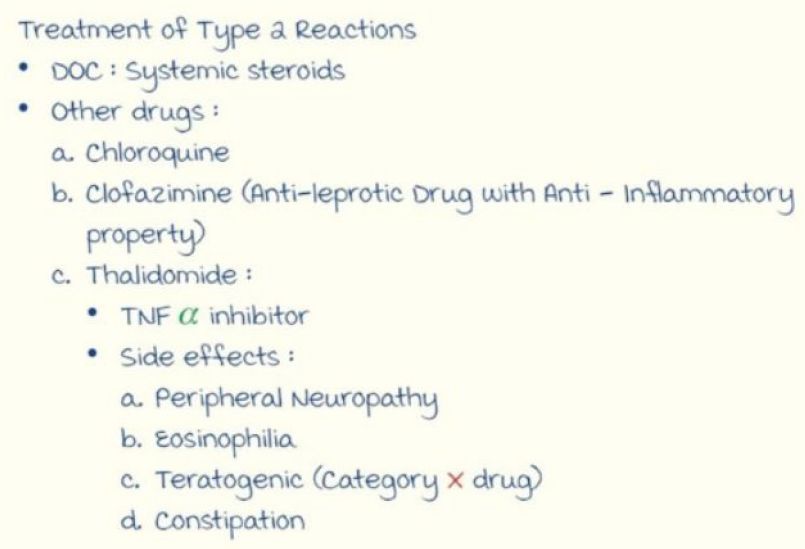 Treatment of Type 2 Reactions
• DOC : Systemic steroids
• Other drugs :
a. Chloroquine
b. Clofazimine (Anti-leprotic Drug with Anti - Inflammatory
property)
c. Thalidomide :
• TNF α inhibitor
• Side effects :
a. Peripheral Neuropathy
b. Eosinophilia
c. Teratogenic (Category × drug)
d. Constipation